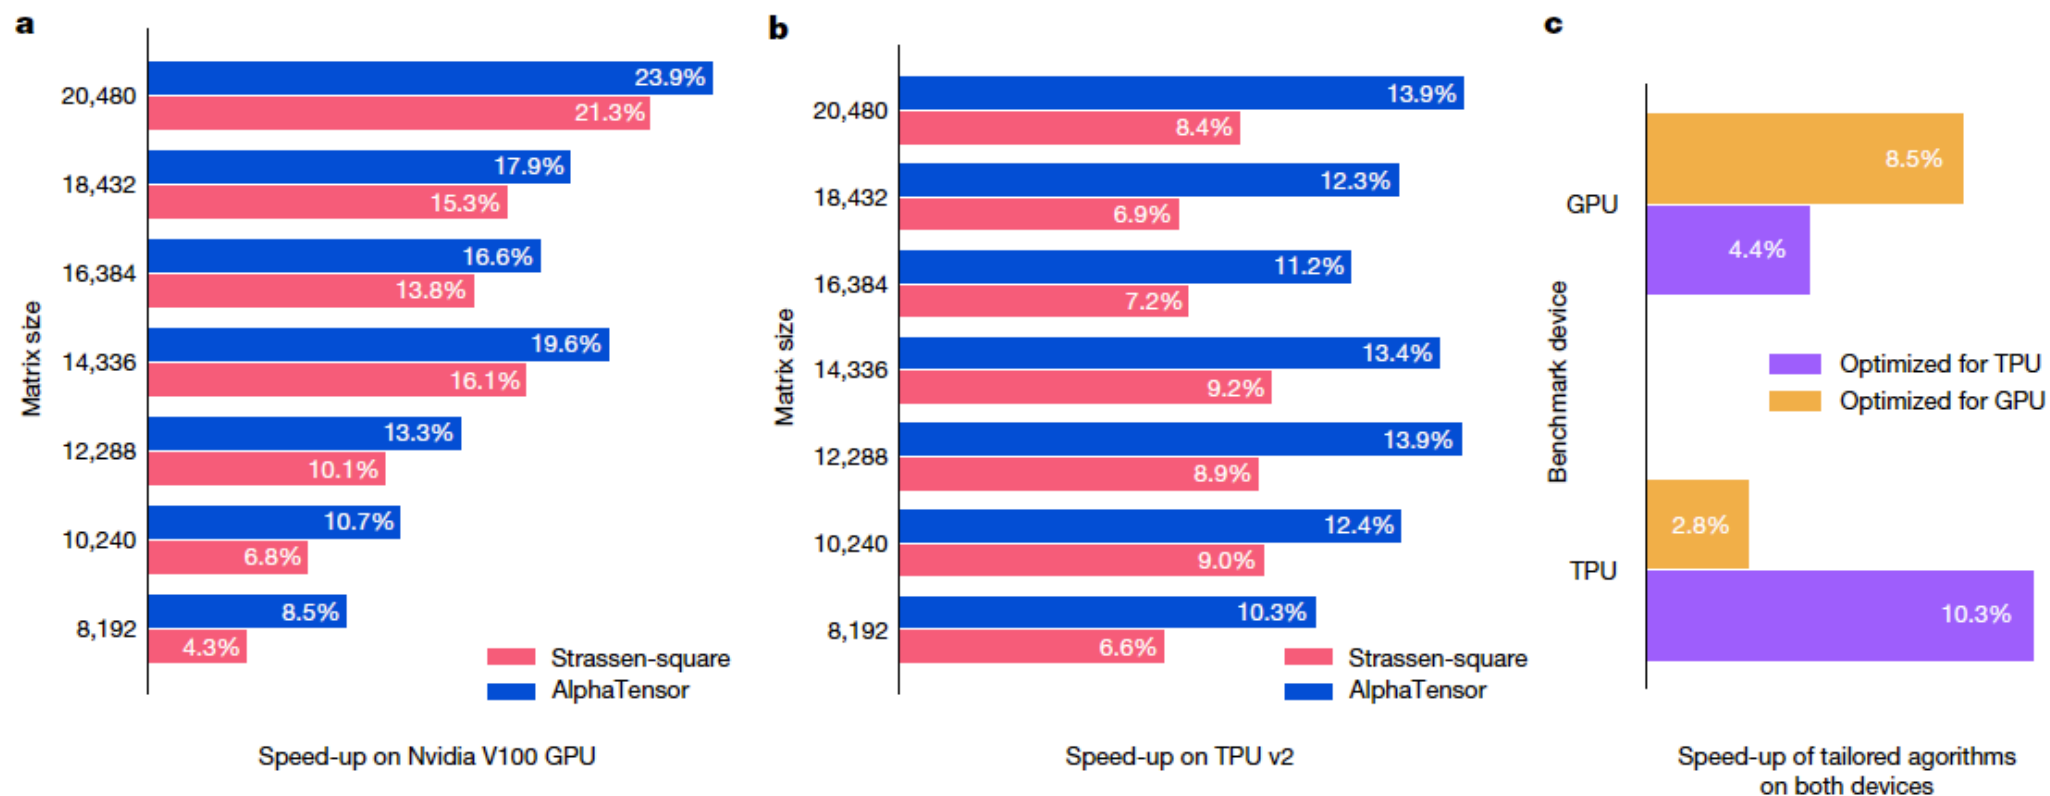 a
Matrix size
20,480
23.9%
21.3%
18,432
17.9%
15.3%
16,384
16.6%
13.8%
14,336
19.6%
16.1%
12,288
13.3%
10.1%
10,240
10.7%
6.8%
8,192
8.5%
4.3%
Strassen-square
AlphaTensor
Speed-up on Nvidia V100 GPU
b
Matrix size
20,480
13.9%
8.4%
18,432
12.3%
6.9%
16,384
11.2%
7.2%
14,336
13.4%
9.2%
12,288
13.9%
8.9%
10,240
12.4%
9.0%
8,192
10.3%
6.6%
Strassen-square
AlphaTensor
Speed-up on TPU v2
c
Benchmark device
GPU
8.5%
4.4%
Optimized for TPU
Optimized for GPU
TPU
2.8%
10.3%
Speed-up of tailored agorithms
on both devices